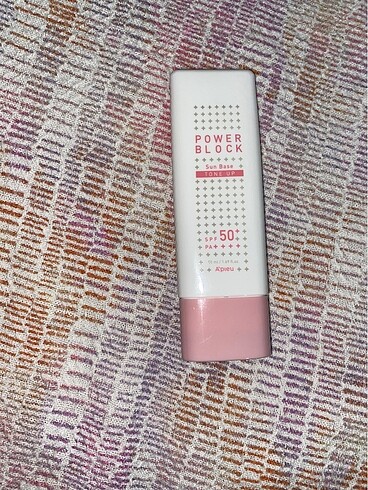 POWER
BLOCK
Sun Base
TONE UP
SPF 50+
PA++++
A'pieu